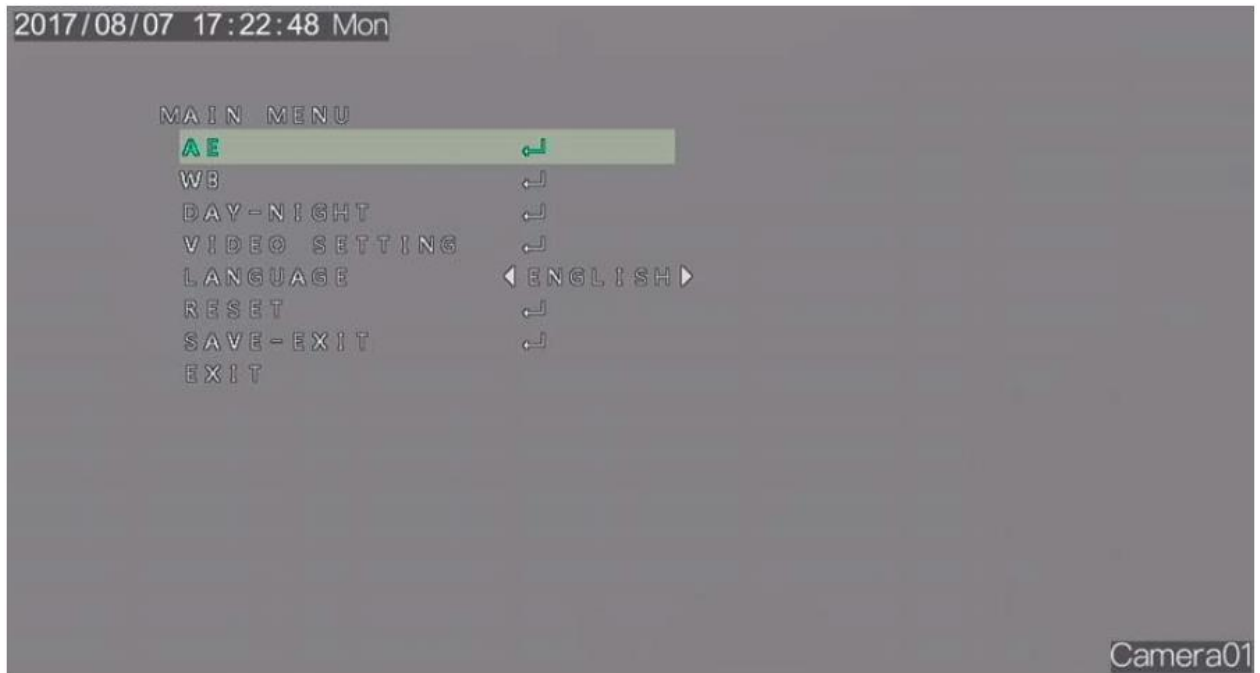 2017/08/07 17:22:48 Mon
MAIN MENU
AE ↵
WB ↵
DAY-NIGHT ↵
VIDEO SETTING ↵
LANGUAGE ◀ENGLISH▶
RESET ↵
SAVE-EXIT ↵
EXIT
Camera01